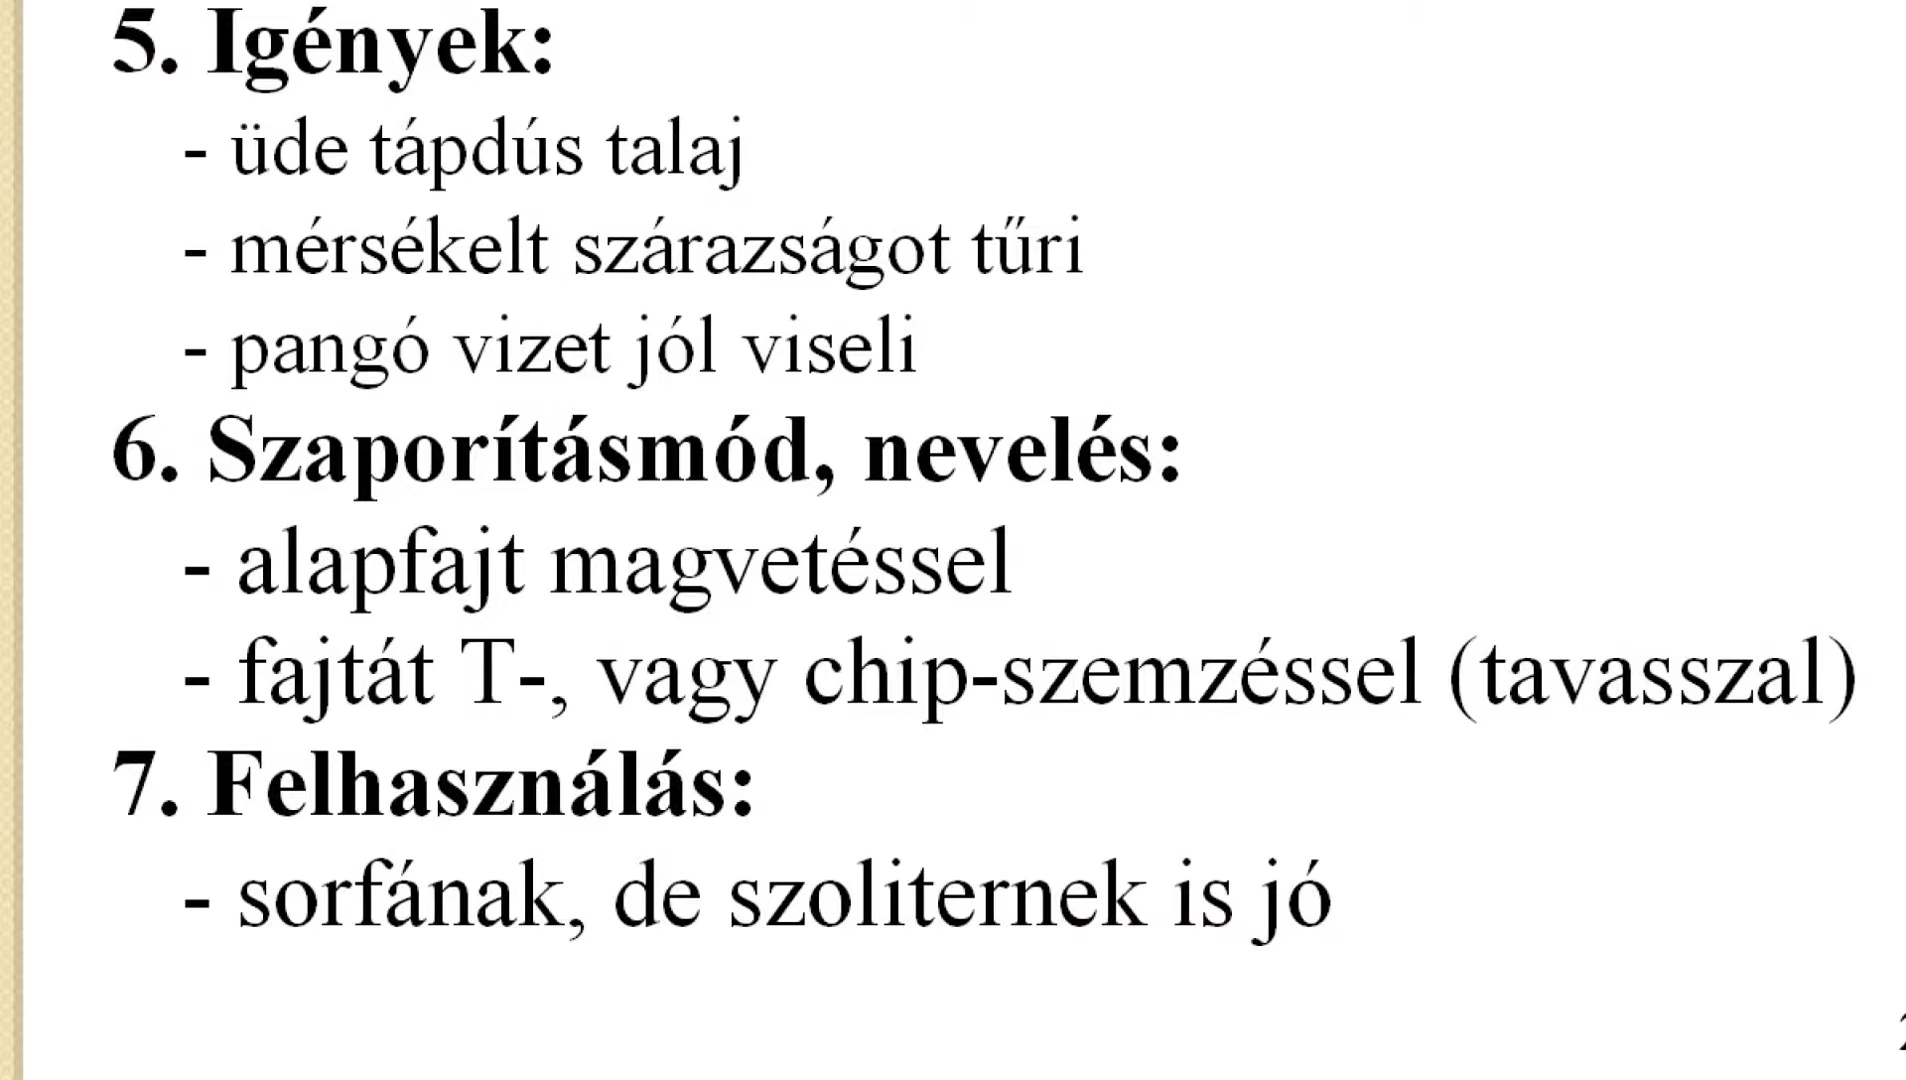 5. Igények:
- üde tápdús talaj
- mérsékelt szárazságot tűri
- pangó vizet jól viseli
6. Szaporításmód, nevelés:
- alapfajt magvetéssel
- fajtát T-, vagy chip-szemzéssel (tavasszal)
7. Felhasználás:
- sorfának, de szoliternek is jó